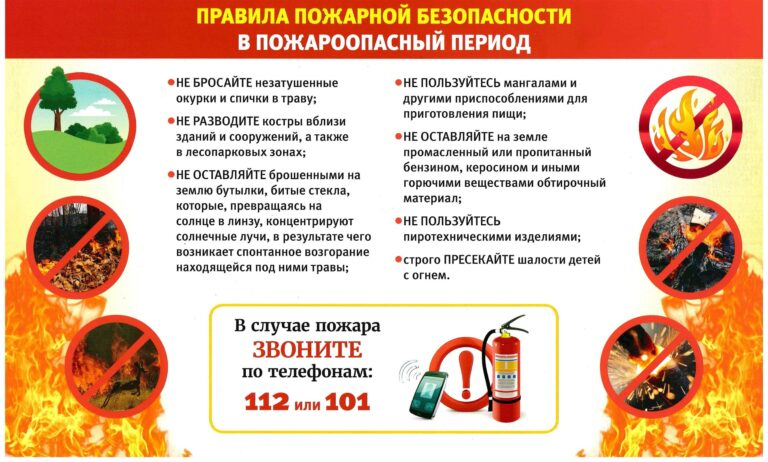 ПРАВИЛА ПОЖАРНОЙ БЕЗОПАСНОСТИ
В ПОЖАРООПАСНЫЙ ПЕРИОД
•НЕ БРОСАЙТЕ незатушенные
окурки и спички в траву;
•НЕ РАЗВОДИТЕ костры вблизи
зданий и сооружений, а также
в лесопарковых зонах;
•НЕ ОСТАВЛЯЙТЕ брошенными на
землю бутылки, битые стекла,
которые, превращаясь на
солнце в линзу, концентрируют
солнечные лучи, в результате чего
возникает спонтанное возгорание
находящейся под ними травы;
•НЕ ПОЛЬЗУЙТЕСЬ мангалами и
другими приспособлениями для
приготовления пищи;
•НЕ ОСТАВЛЯЙТЕ на земле
промасленный или пропитанный
бензином, керосином и иными
горючими веществами обтирочный
материал;
•НЕ ПОЛЬЗУЙТЕСЬ
пиротехническими изделиями;
•строго ПРЕСЕКАЙТЕ шалости детей
с огнем.
В случае пожара
ЗВОНИТЕ
по телефонам:
112 или 101